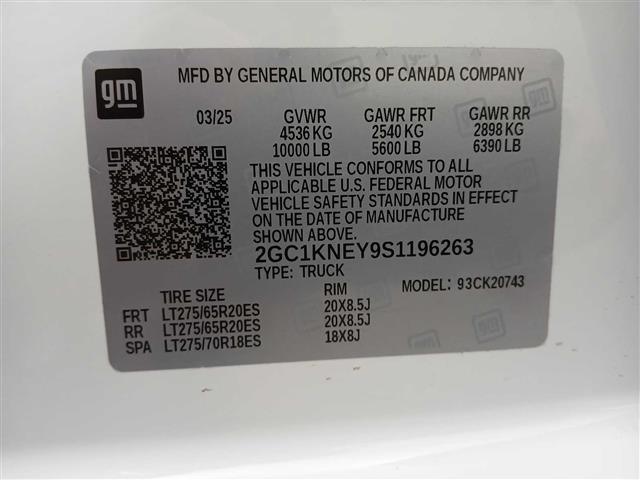 gm
MFD BY GENERAL MOTORS OF CANADA COMPANY
03/25 GVWR GAWR FRT GAWR RR
4536 KG 2540 KG 2898 KG
10000 LB 5600 LB 6390 LB
THIS VEHICLE CONFORMS TO ALL
APPLICABLE U.S. FEDERAL MOTOR
VEHICLE SAFETY STANDARDS IN EFFECT
ON THE DATE OF MANUFACTURE
SHOWN ABOVE.
2GC1KNEY9S1196263
TYPE: TRUCK
MODEL: 93CK20743
TIRE SIZE RIM
FRT LT275/65R20ES 20X8.5J
RR LT275/65R20ES 20X8.5J
SPA LT275/70R18ES 18X8J